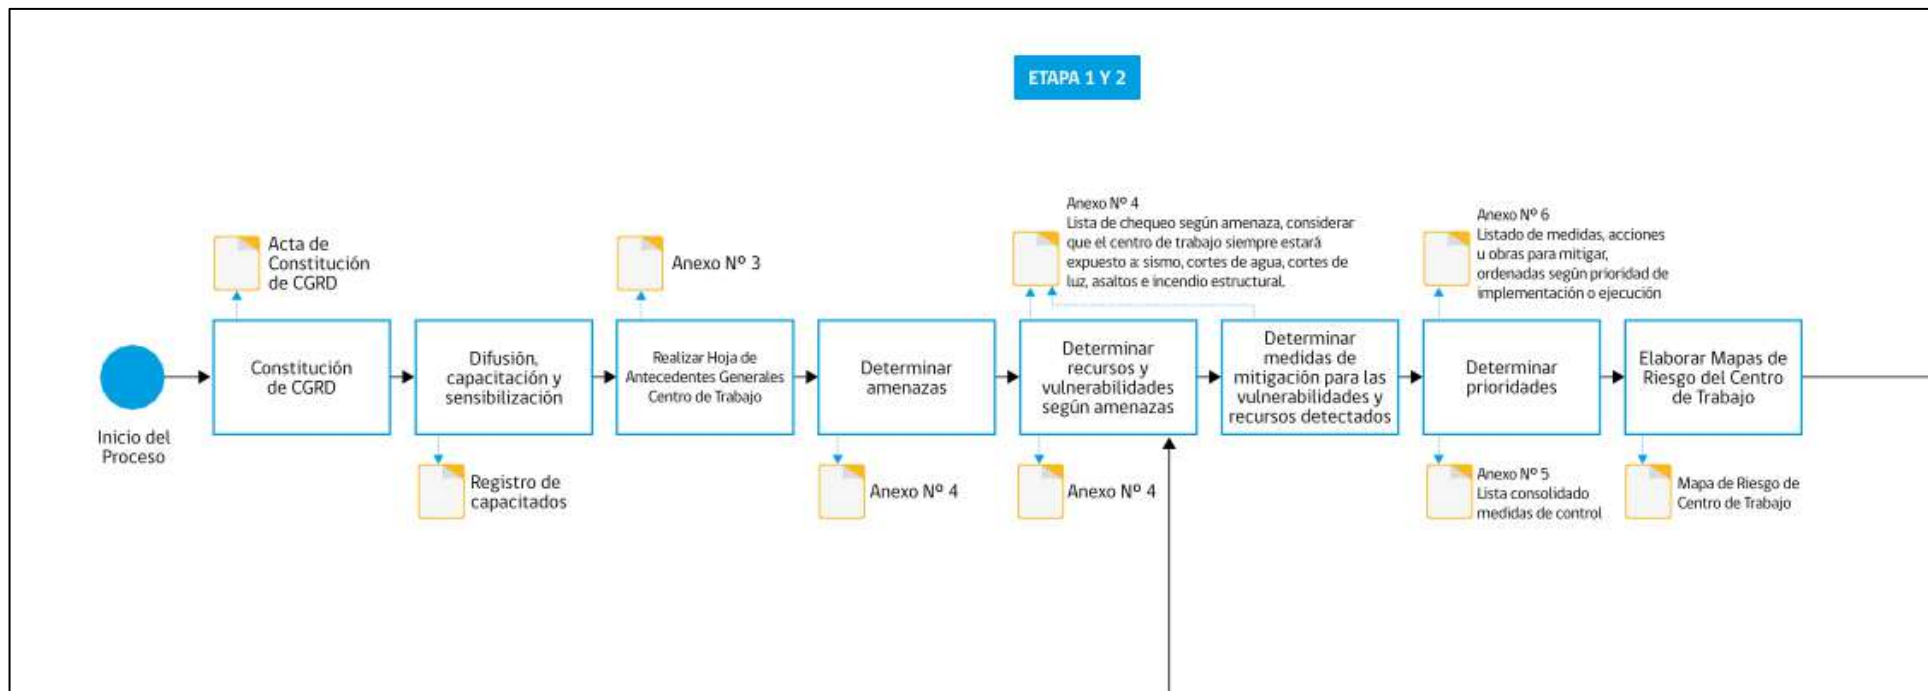 ETAPA 1 Y 2
Acta de
Constitución
de CGRD
Anexo Nº 3
Anexo Nº 4
Lista de chequeo según amenaza, considerar
que el centro de trabajo siempre estará
expuesto a: sismo, cortes de agua, cortes de
luz, asaltos e incendio estructural.
Anexo Nº 6
Listado de medidas, acciones
u obras para mitigar,
ordenadas según prioridad de
implementación o ejecución
Inicio del
Proceso
Constitución
de CGRD
Difusión,
capacitación y
sensibilización
Realizar Hoja de
Antecedentes Generales
Centro de Trabajo
Determinar
amenazas
Determinar
recursos y
vulnerabilidades
según amenazas
Determinar
medidas de
mitigación para las
vulnerabilidades y
recursos detectados
Determinar
prioridades
Elaborar Mapas de
Riesgo del Centro
de Trabajo
Registro de
capacitados
Anexo Nº 4
Anexo Nº 4
Anexo Nº 5
Lista consolidado
medidas de control
Mapa de Riesgo de
Centro de Trabajo